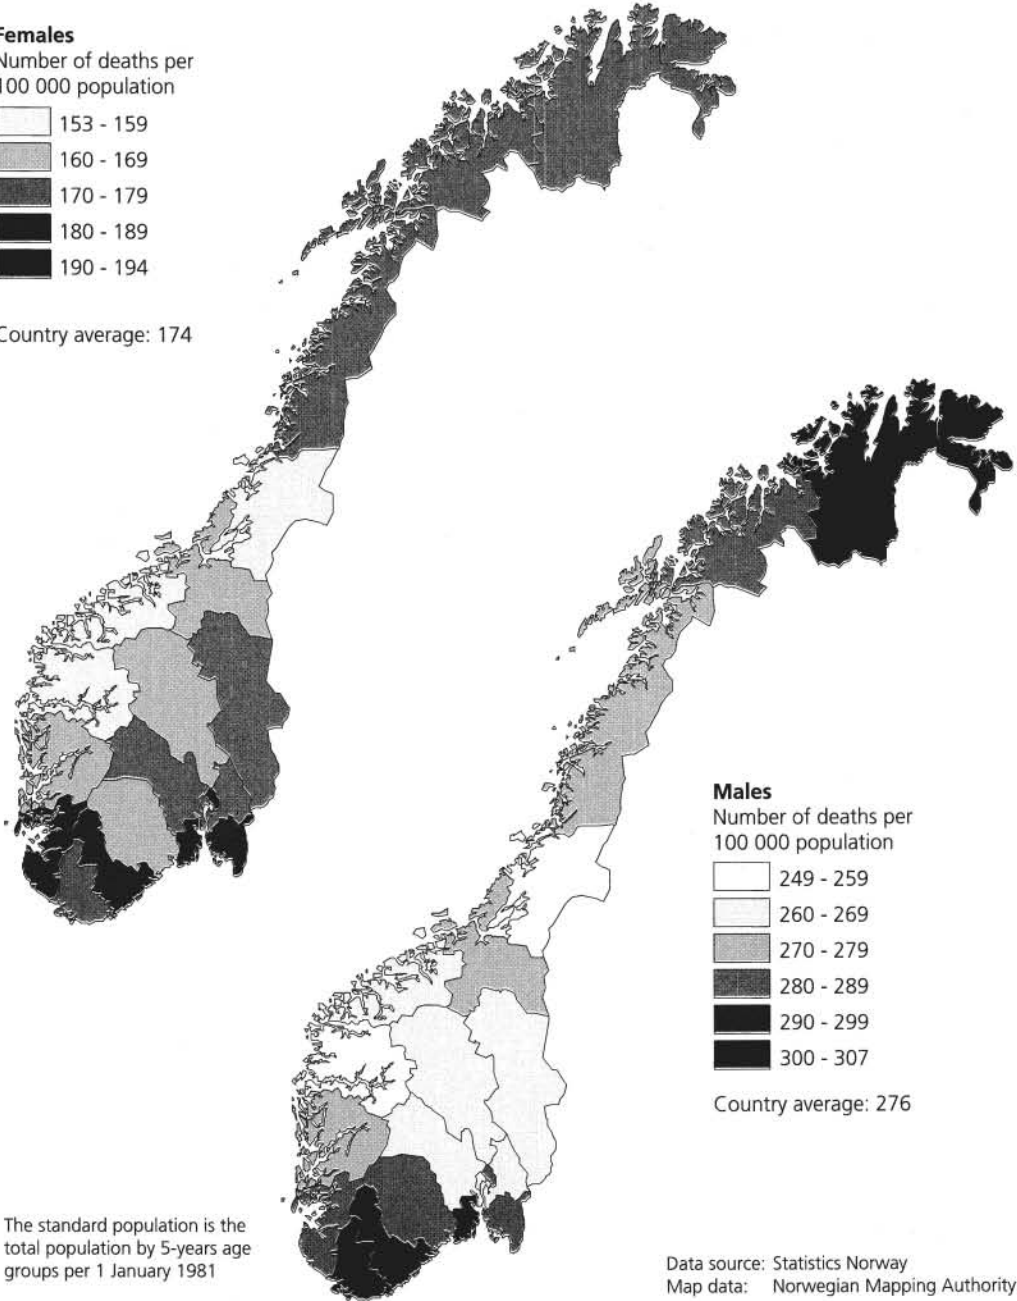 Females
Number of deaths per
100 000 population
153 - 159
160 - 169
170 - 179
180 - 189
190 - 194
Country average: 174
Males
Number of deaths per
100 000 population
249 - 259
260 - 269
270 - 279
280 - 289
290 - 299
300 - 307
Country average: 276
The standard population is the
total population by 5-years age
groups per 1 January 1981
Data source: Statistics Norway
Map data: Norwegian Mapping Authority